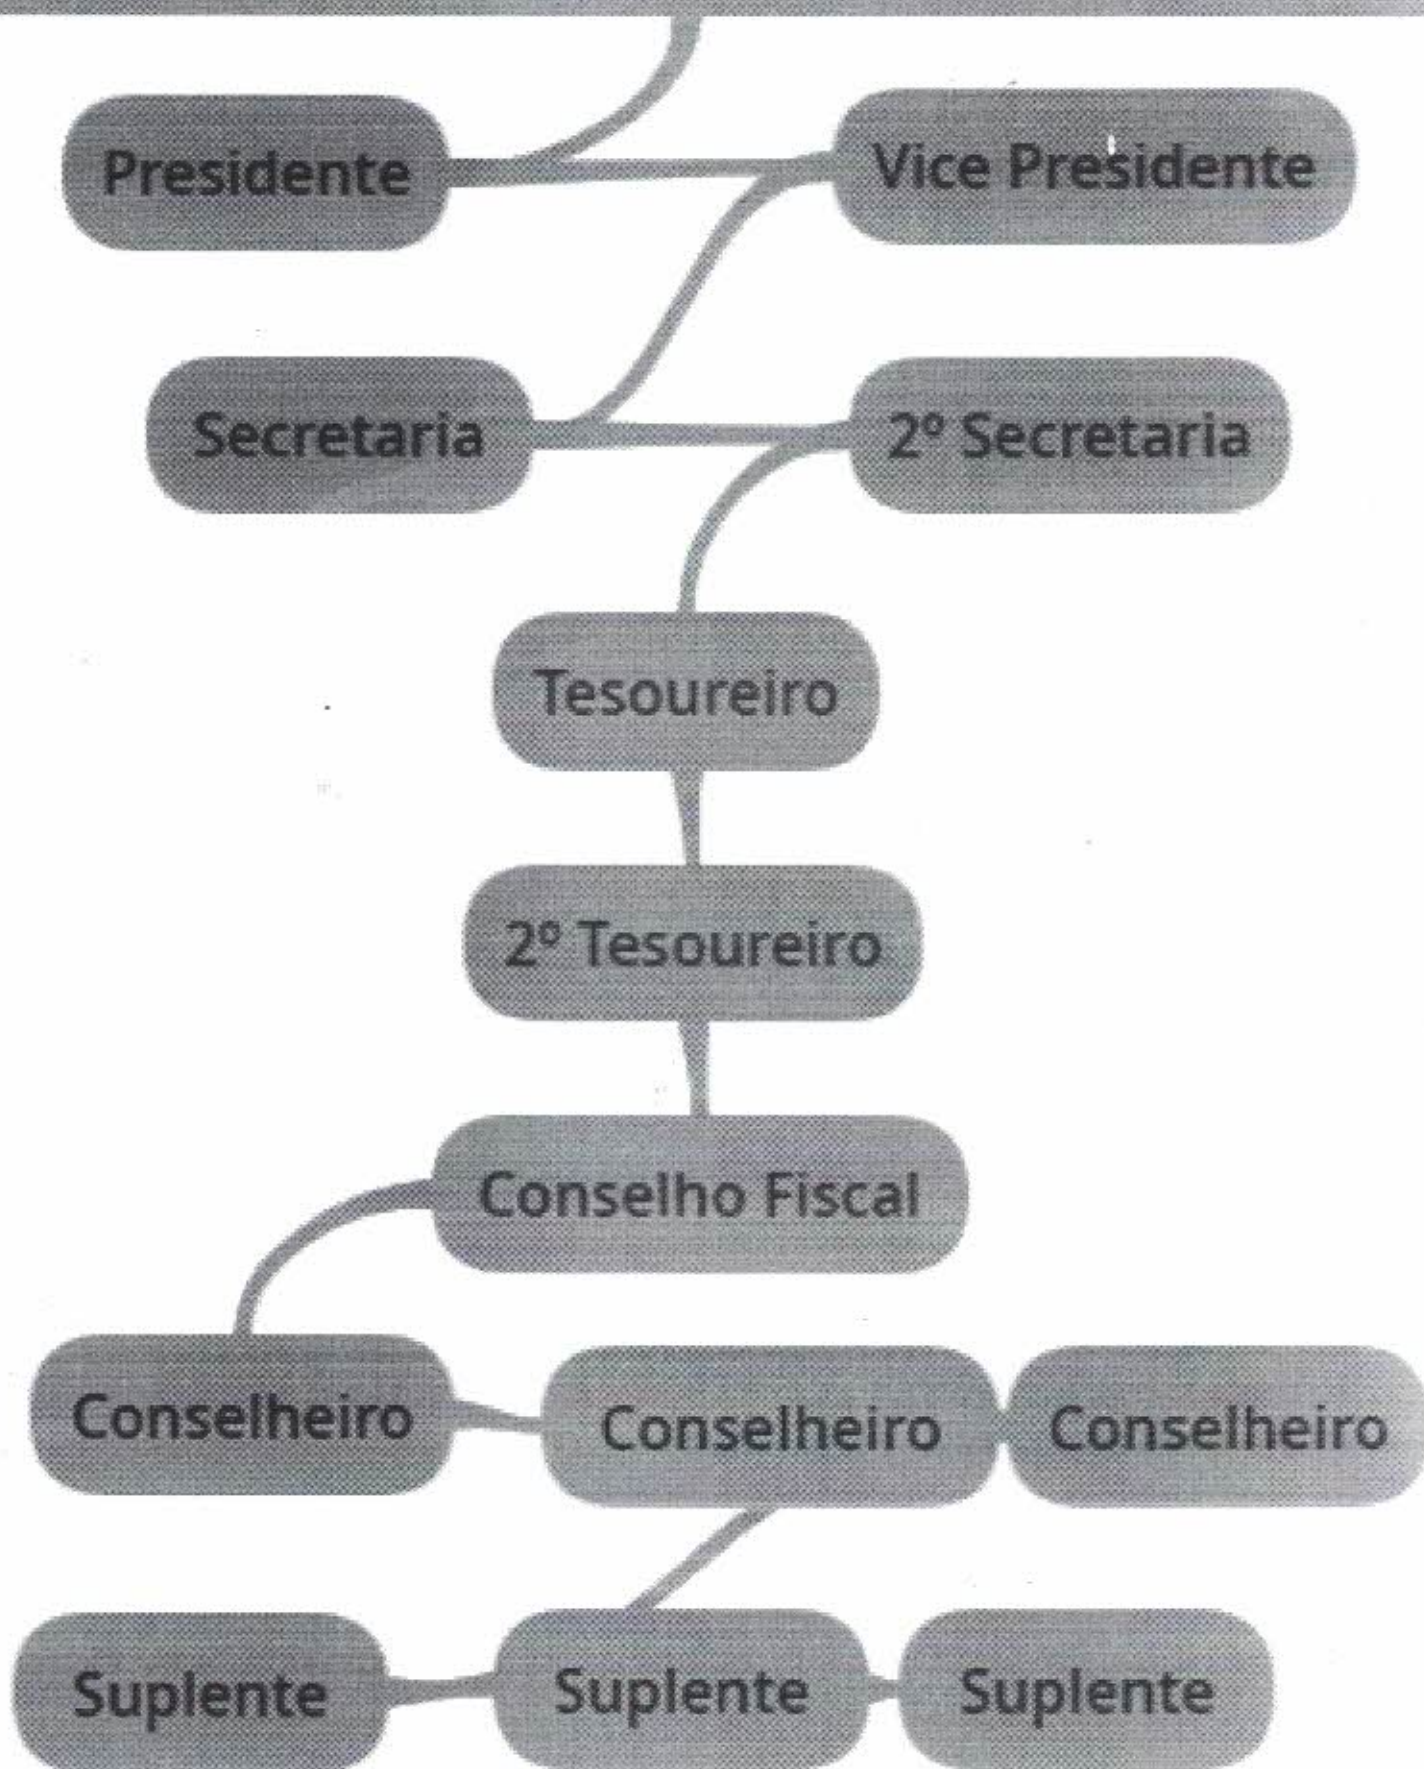 Presidente Vice Presidente
Secretaria 2º Secretaria
Tesoureiro
2º Tesoureiro
Conselho Fiscal
Conselheiro Conselheiro Conselheiro
Suplente Suplente Suplente